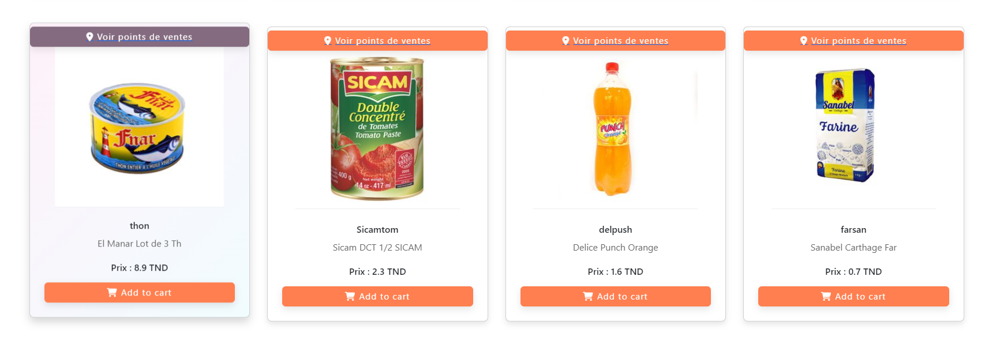 Voir points de ventes
Fnar
Fnar
THON ENTIER A L'HUILE VEGETALE
thon
El Manar Lot de 3 Th
Prix : 8.9 TND
Add to cart
Voir points de ventes
SICAM
Double
Concentré
de Tomates
Tomato Paste
400 g
Net weight
14 oz - 417 ml
ELU
2020
Sicamtom
Sicam DCT 1/2 SICAM
Prix : 2.3 TND
Add to cart
Voir points de ventes
PUNCH
Orange
delpush
Delice Punch Orange
Prix : 1.6 TND
Add to cart
Voir points de ventes
Sanabel
Carthage
Farine
Farine
farsan
Sanabel Carthage Far
Prix : 0.7 TND
Add to cart